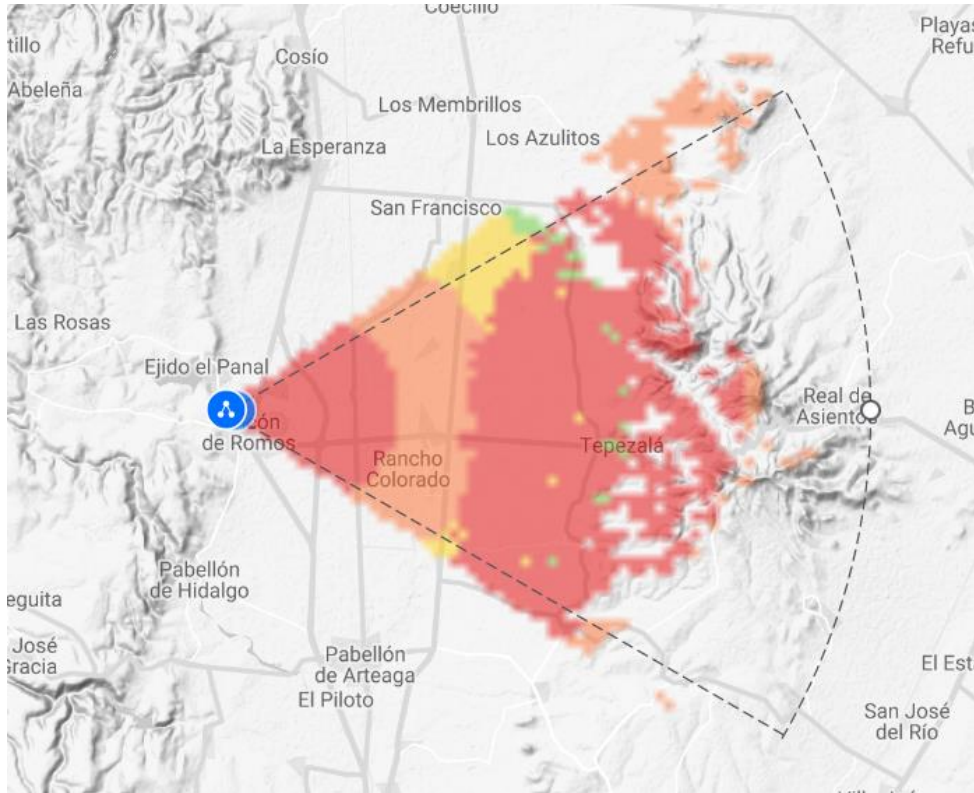 Coecillo
Playas
Refu
tillo
Cosío
Abeleña
Los Membrillos
Los Azulitos
La Esperanza
San Francisco
Las Rosas
Ejido el Panal
cón
de Romos
Real de
Asientos
B
Agu
Tepezalá
Rancho
Colorado
Pabellón
de Hidalgo
eguita
José
Gracia
Pabellón
de Arteaga
El Piloto
El Est
San José
del Río